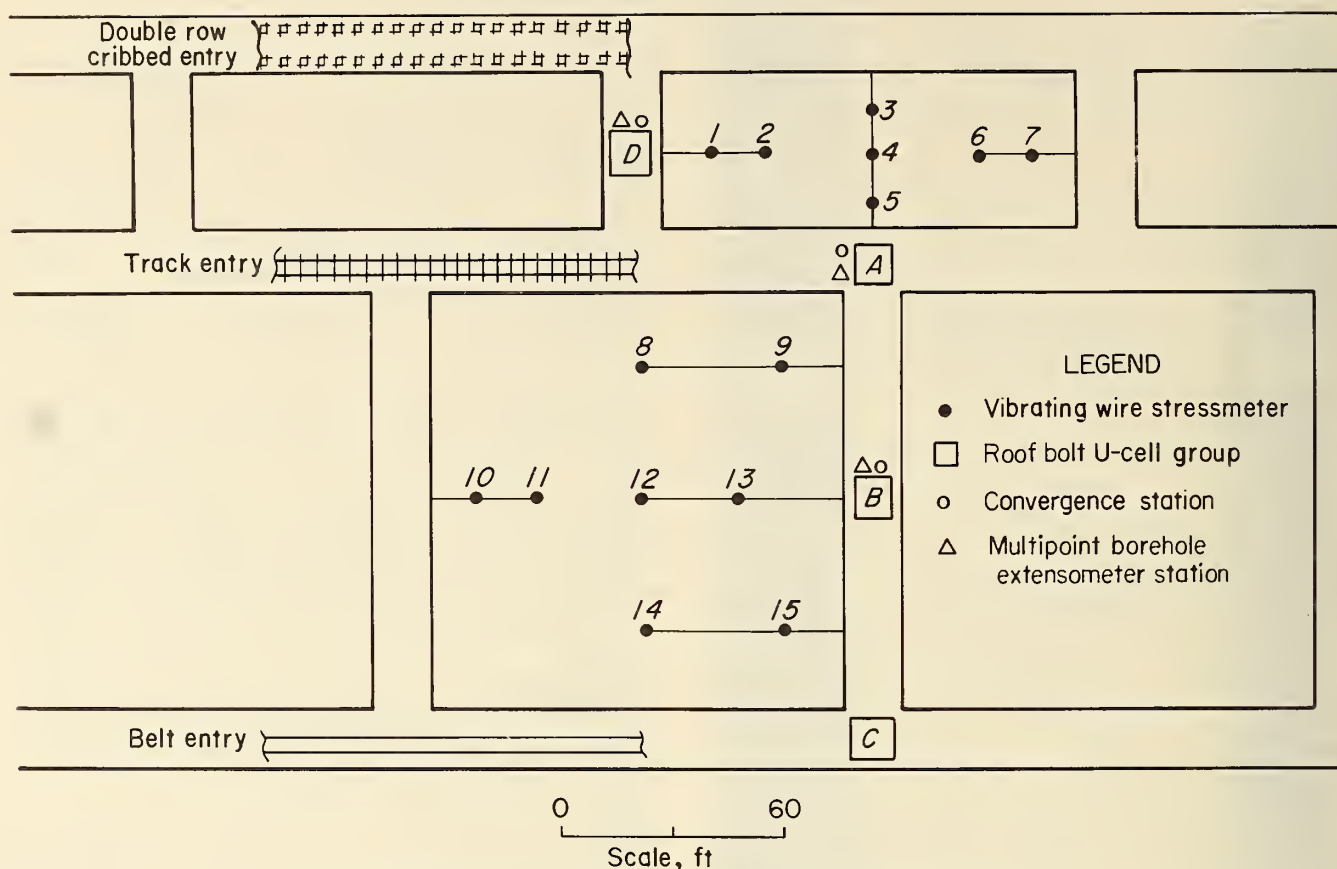 Double row
cribbed entry
1 2
3
4
5
6 7
D
Track entry
A
8 9
10 11 12 13
B
14 15
LEGEND
Vibrating wire stressmeter
Roof bolt U-cell group
Convergence station
Multipoint borehole
extensometer station
Belt entry
C
0 60
Scale, ft